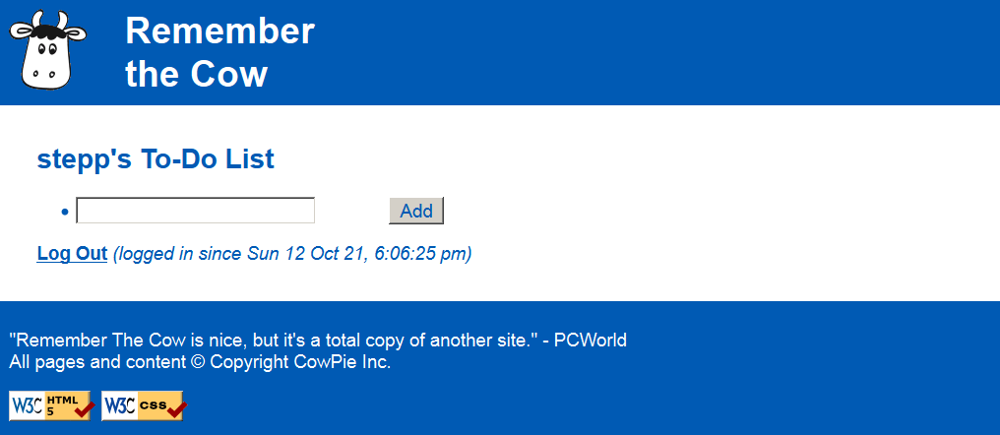 Remember
the Cow
stepp's To-Do List
• Add
Log Out (logged in since Sun 12 Oct 21, 6:06:25 pm)
"Remember The Cow is nice, but it's a total copy of another site." - PCWorld
All pages and content © Copyright CowPie Inc.
W3C HTML 5 W3C css